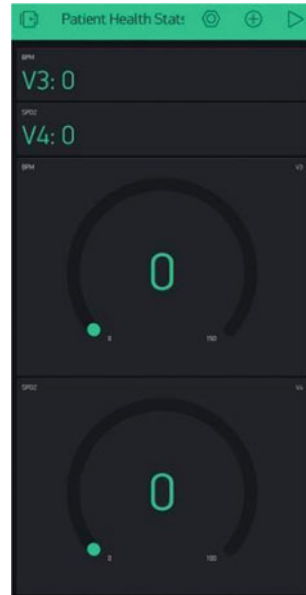 Patient Health Stats
BPM
V3: 0
SPO2
V4: 0
BPM V3
0
0 150
SPO2 V4
0
0 100